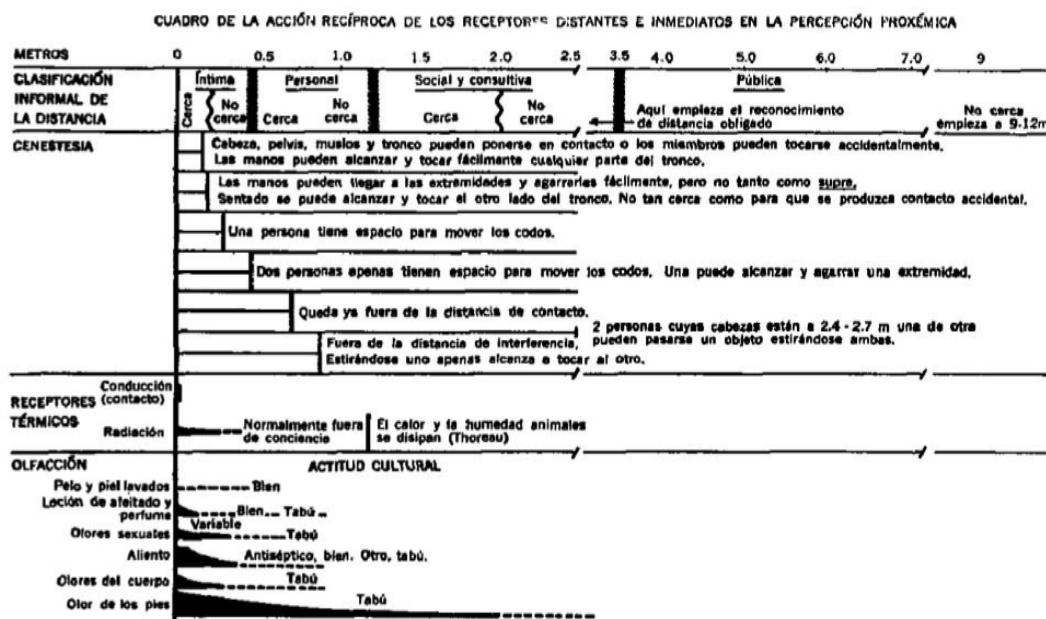 CUADRO DE LA ACCIÓN RECÍPROCA DE LOS RECEPTORES DISTANTES E INMEDIATOS EN LA PERCEPCIÓN PROXÉMICA
METROS 0 0.5 1.0 1.5 2.0 2.5 3.5 4.0 5.0 6.0 7.0 9
CLASIFICACIÓN INFORMAL DE LA DISTANCIA
Íntima Personal Social y consultiva Pública
Cerca No cerca Cerca No cerca Cerca No cerca
Aquí empieza el reconocimiento de distancia obligado
No cerca empieza a 9-12m
CENESTESIA
Cabeza, pelvis, muslos y tronco pueden ponerse en contacto o los miembros pueden tocarse accidentalmente.
Las manos pueden alcanzar y tocar fácilmente cualquier parte del tronco.
Las manos pueden llegar a las extremidades y agarrarles fácilmente, pero no tanto como supre.
Sentado se puede alcanzar y tocar el otro lado del tronco. No tan cerca como para que se produzca contacto accidental.
Una persona tiene espacio para mover los codos.
Dos personas apenas tienen espacio para mover los codos. Una puede alcanzar y agarrar una extremidad.
Queda ya fuera de la distancia de contacto.
2 personas cuyas cabezas están a 2.4 - 2.7 m una de otra
pueden pasarse un objeto estirándose ambas.
Fuera de la distancia de interferencia,
Estirándose uno apenas alcanza a tocar al otro.
RECEPTORES TÉRMICOS
Conducción (contacto)
Radiación
Normalmente fuera de conciencia
El calor y la humedad animales se disipan (Thoreau)
OLFACCIÓN ACTITUD CULTURAL
Pelo y piel lavados Bien
Loción de afeitado y perfume Bien Tabú
Olores sexuales Variable Tabú
Aliento Antiséptico, bien. Otro, tabú.
Olores del cuerpo Tabú
Olor de los pies Tabú